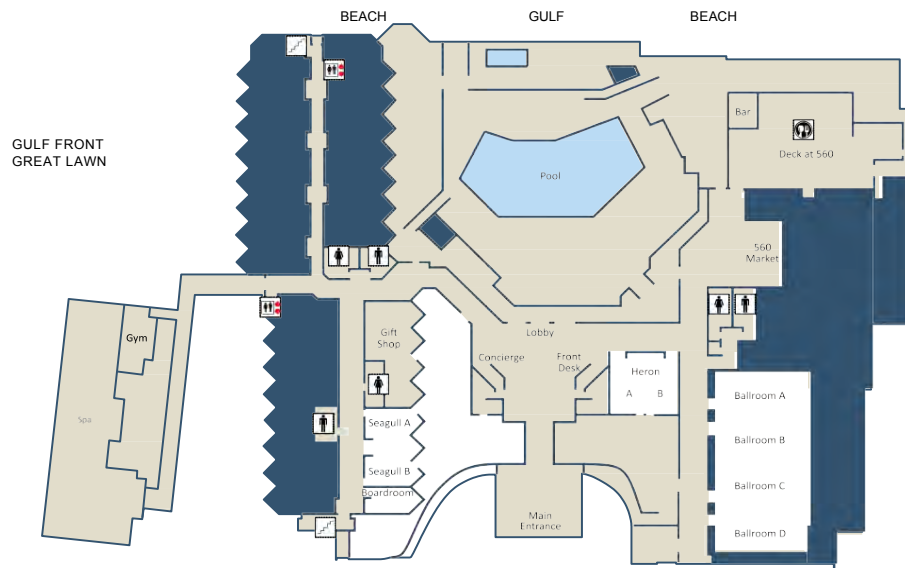 BEACH GULF BEACH
GULF FRONT
GREAT LAWN
Bar
Deck at 560
Pool
560
Market
Gym
Gift
Shop
Lobby
Concierge
Front
Desk
Heron
A B
Spa
Seagull A
Seagull B
Boardroom
Main
Entrance
Ballroom A
Ballroom B
Ballroom C
Ballroom D